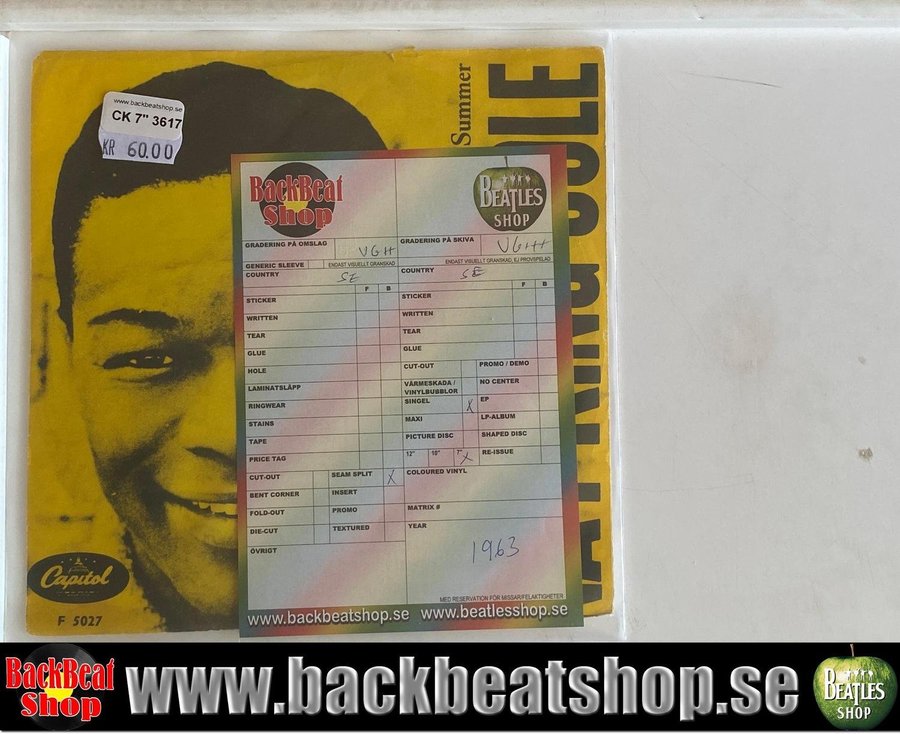 www.backbeatshop.se
CK 7" 3617
KR 60.00
Summer
COLE
BackBeat
Shop
BEATLES
SHOP
GRADERING PÅ OMSLAG
VG+
GRADERING PÅ SKIVA
VG++
GENERIC SLEEVE
ENDAST VISUELLT GRANSKAD
ENDAST VISUELLT GRANSKAD, EJ PROVSPELAD
COUNTRY
SE
COUNTRY
SE
F B
F B
STICKER
WRITTEN
TEAR
GLUE
HOLE
LAMINATSLÄPP
RINGWEAR
STAINS
TAPE
PRICE TAG
CUT-OUT
SEAM SPLIT X
BENT CORNER
INSERT
FOLD-OUT
PROMO
DIE-CUT
TEXTURED
ÖVRIGT
STICKER
WRITTEN
TEAR
GLUE
CUT-OUT
PROMO / DEMO
VÄRMESKADA /
VINYLBUBBLOR
NO CENTER
SINGEL X
EP
MAXI
LP-ALBUM
PICTURE DISC
SHAPED DISC
12" 10" 7" X
RE-ISSUE
COLOURED VINYL
MATRIX #
YEAR
1963
MED RESERVATION FÖR MISSAR/FELAKTIGHETER
www.backbeatshop.se www.beatlesshop.se
Capitol
F 5027
BackBeat
Shop
www.backbeatshop.se
BEATLES
SHOP